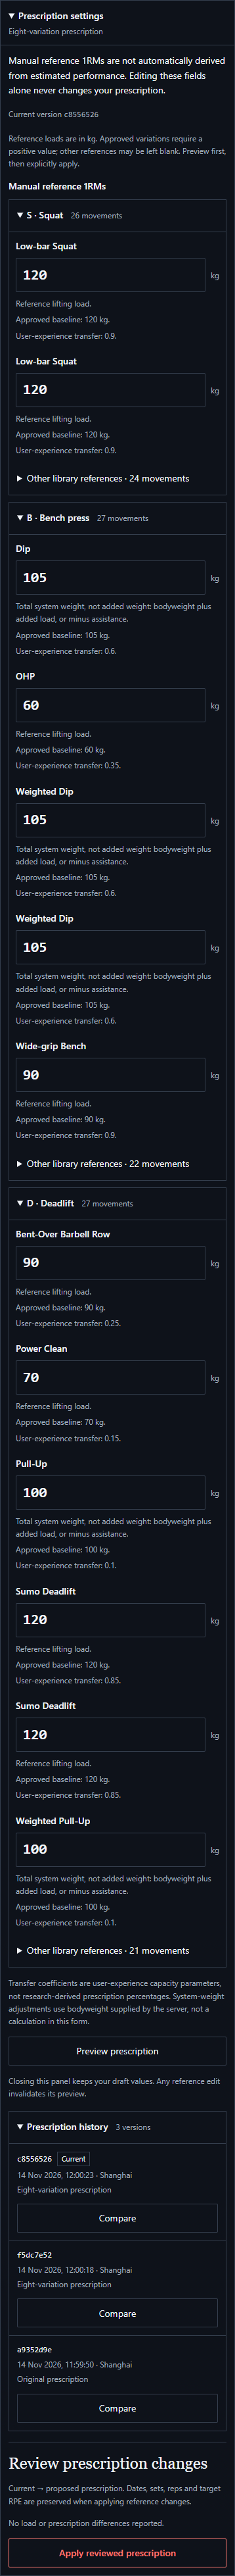 ▼ Prescription settings
Eight-variation prescription
Manual reference 1RMs are not automatically derived
from estimated performance. Editing these fields
alone never changes your prescription.
Current version c8556526
Reference loads are in kg. Approved variations require a
positive value; other references may be left blank. Preview first,
then explicitly apply.
Manual reference 1RMs
▼ S · Squat 26 movements
Low-bar Squat
120 kg
Reference lifting load.
Approved baseline: 120 kg.
User-experience transfer: 0.9.
Low-bar Squat
120 kg
Reference lifting load.
Approved baseline: 120 kg.
User-experience transfer: 0.9.
▶ Other library references · 24 movements
▼ B · Bench press 27 movements
Dip
105 kg
Total system weight, not added weight: bodyweight plus
added load, or minus assistance.
Approved baseline: 105 kg.
User-experience transfer: 0.6.
OHP
60 kg
Reference lifting load.
Approved baseline: 60 kg.
User-experience transfer: 0.35.
Weighted Dip
105 kg
Total system weight, not added weight: bodyweight plus
added load, or minus assistance.
Approved baseline: 105 kg.
User-experience transfer: 0.6.
Weighted Dip
105 kg
Total system weight, not added weight: bodyweight plus
added load, or minus assistance.
Approved baseline: 105 kg.
User-experience transfer: 0.6.
Wide-grip Bench
90 kg
Reference lifting load.
Approved baseline: 90 kg.
User-experience transfer: 0.9.
▶ Other library references · 22 movements
▼ D · Deadlift 27 movements
Bent-Over Barbell Row
90 kg
Reference lifting load.
Approved baseline: 90 kg.
User-experience transfer: 0.25.
Power Clean
70 kg
Reference lifting load.
Approved baseline: 70 kg.
User-experience transfer: 0.15.
Pull-Up
100 kg
Total system weight, not added weight: bodyweight plus
added load, or minus assistance.
Approved baseline: 100 kg.
User-experience transfer: 0.1.
Sumo Deadlift
120 kg
Reference lifting load.
Approved baseline: 120 kg.
User-experience transfer: 0.85.
Sumo Deadlift
120 kg
Reference lifting load.
Approved baseline: 120 kg.
User-experience transfer: 0.85.
Weighted Pull-Up
100 kg
Total system weight, not added weight: bodyweight plus
added load, or minus assistance.
Approved baseline: 100 kg.
User-experience transfer: 0.1.
▶ Other library references · 21 movements
Transfer coefficients are user-experience capacity parameters,
not research-derived prescription percentages. System-weight
adjustments use bodyweight supplied by the server, not a
calculation in this form.
Preview prescription
Closing this panel keeps your draft values. Any reference edit
invalidates its preview.
▼ Prescription history 3 versions
c8556526 Current
14 Nov 2026, 12:00:23 · Shanghai
Eight-variation prescription
Compare
f5dc7e52
14 Nov 2026, 12:00:18 · Shanghai
Eight-variation prescription
Compare
a9352d9e
14 Nov 2026, 11:59:50 · Shanghai
Original prescription
Compare
Review prescription changes
Current → proposed prescription. Dates, sets, reps and target
RPE are preserved when applying reference changes.
No load or prescription differences reported.
Apply reviewed prescription